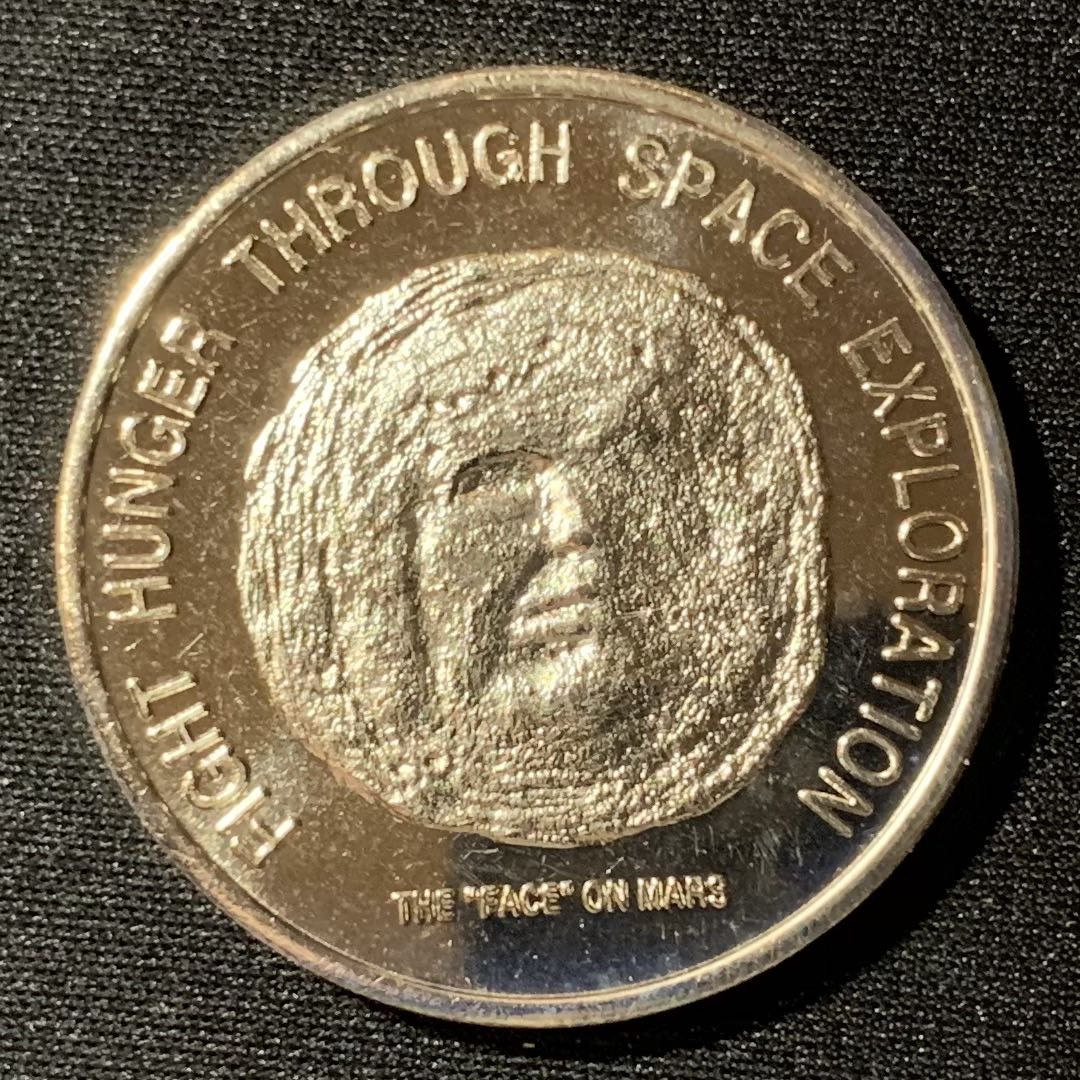 FIGHT HUNGER THROUGH SPACE EXPLORATION
THE "FACE" ON MARS